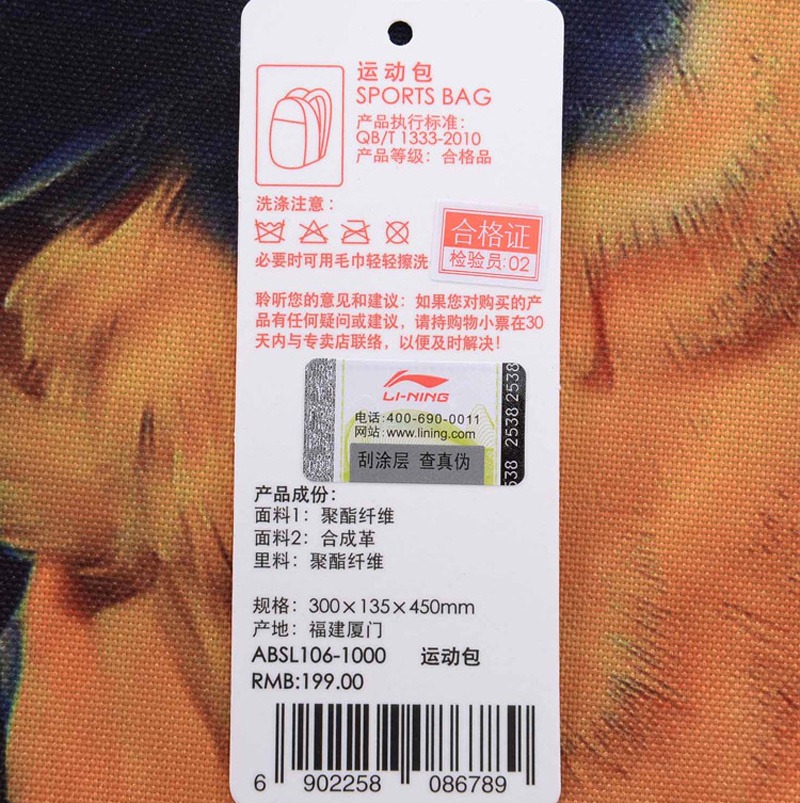 运动包
SPORTS BAG
产品执行标准：
QB/T 1333-2010
产品等级：合格品
洗涤注意：
合格证
检验员:02
必要时可用毛巾轻轻擦洗
聆听您的意见和建议：如果您对购买的产
品有任何疑问或建议，请持购物小票在30
天内与专卖店联络，以便及时解决！
LI-NING
电话:400-690-0011
网站:www.lining.com
刮涂层 查真伪
538 2538 2538
产品成份：
面料1：聚酯纤维
面料2：合成革
里料：聚酯纤维
规格：300×135×450mm
产地：福建厦门
ABSL106-1000 运动包
RMB:199.00
6 902258 086789